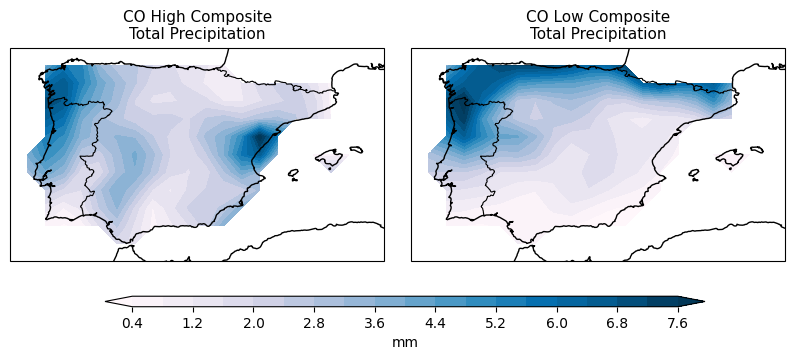 CO High Composite
Total Precipitation
CO Low Composite
Total Precipitation
0.4 1.2 2.0 2.8 3.6 4.4 5.2 6.0 6.8 7.6
mm